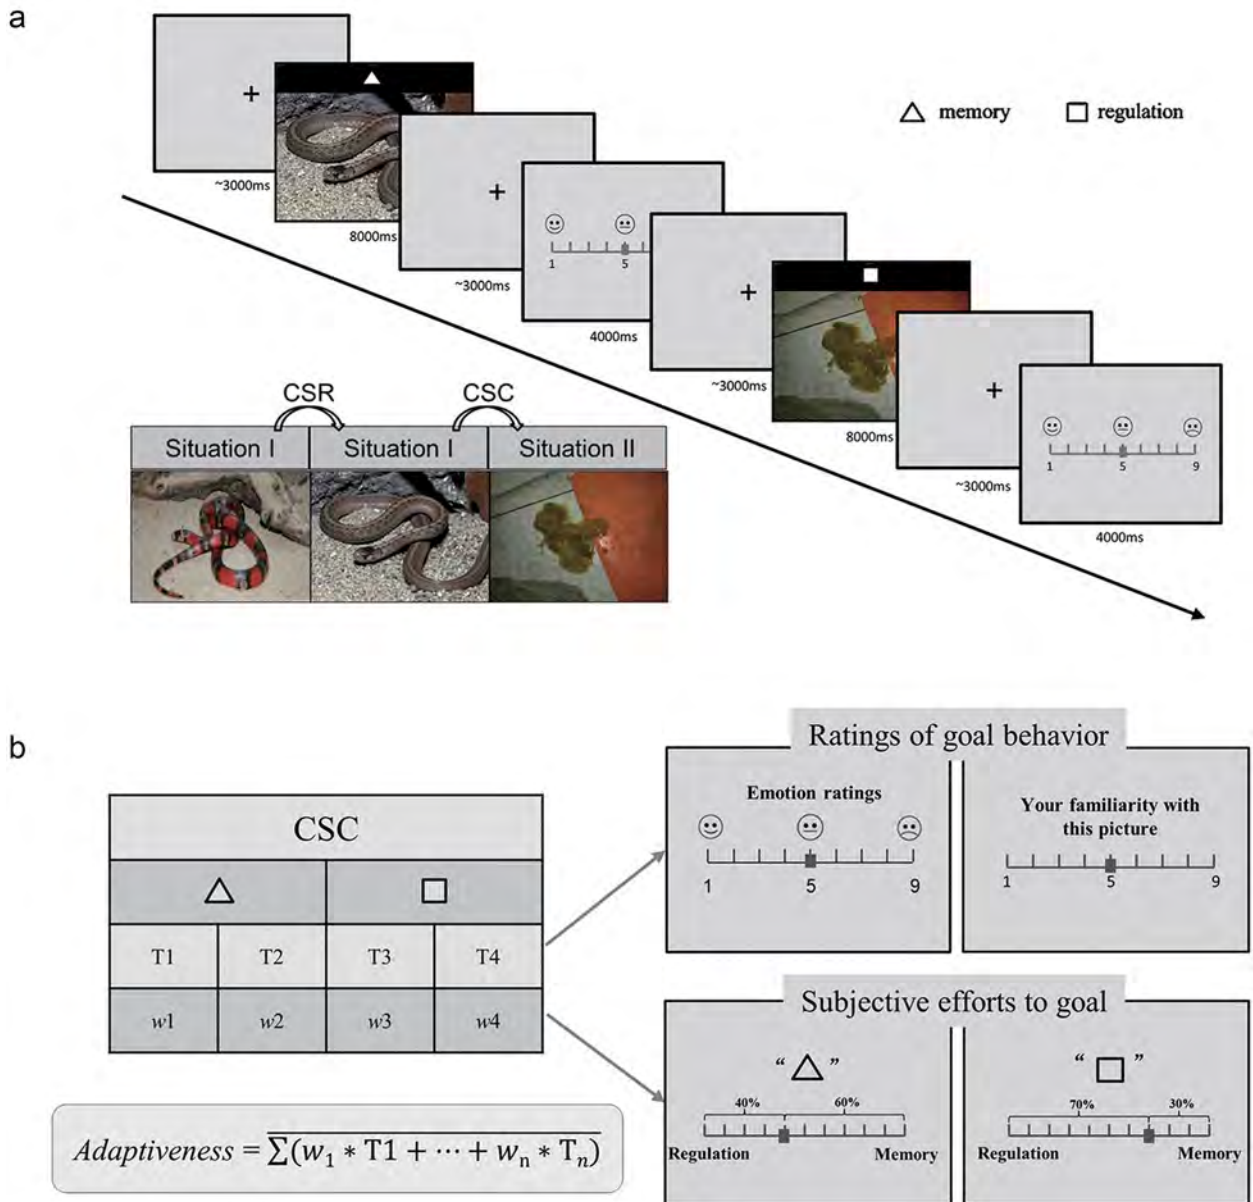 a
+
△ memory □ regulation
~3000ms
+
8000ms
1 5
~3000ms
+
4000ms
~3000ms
+
8000ms
1 5 9
~3000ms
4000ms
CSR CSC
Situation I Situation I Situation II
b
CSC
△ □
T1 T2 T3 T4
w1 w2 w3 w4
Adaptiveness = \overline{∑(w₁ * T1 + ⋯ + wₙ * Tₙ)}
Ratings of goal behavior
Emotion ratings
1 5 9
Your familiarity with
this picture
1 5 9
Subjective efforts to goal
“ △ ”
40% 60%
Regulation Memory
“ □ ”
70% 30%
Regulation Memory